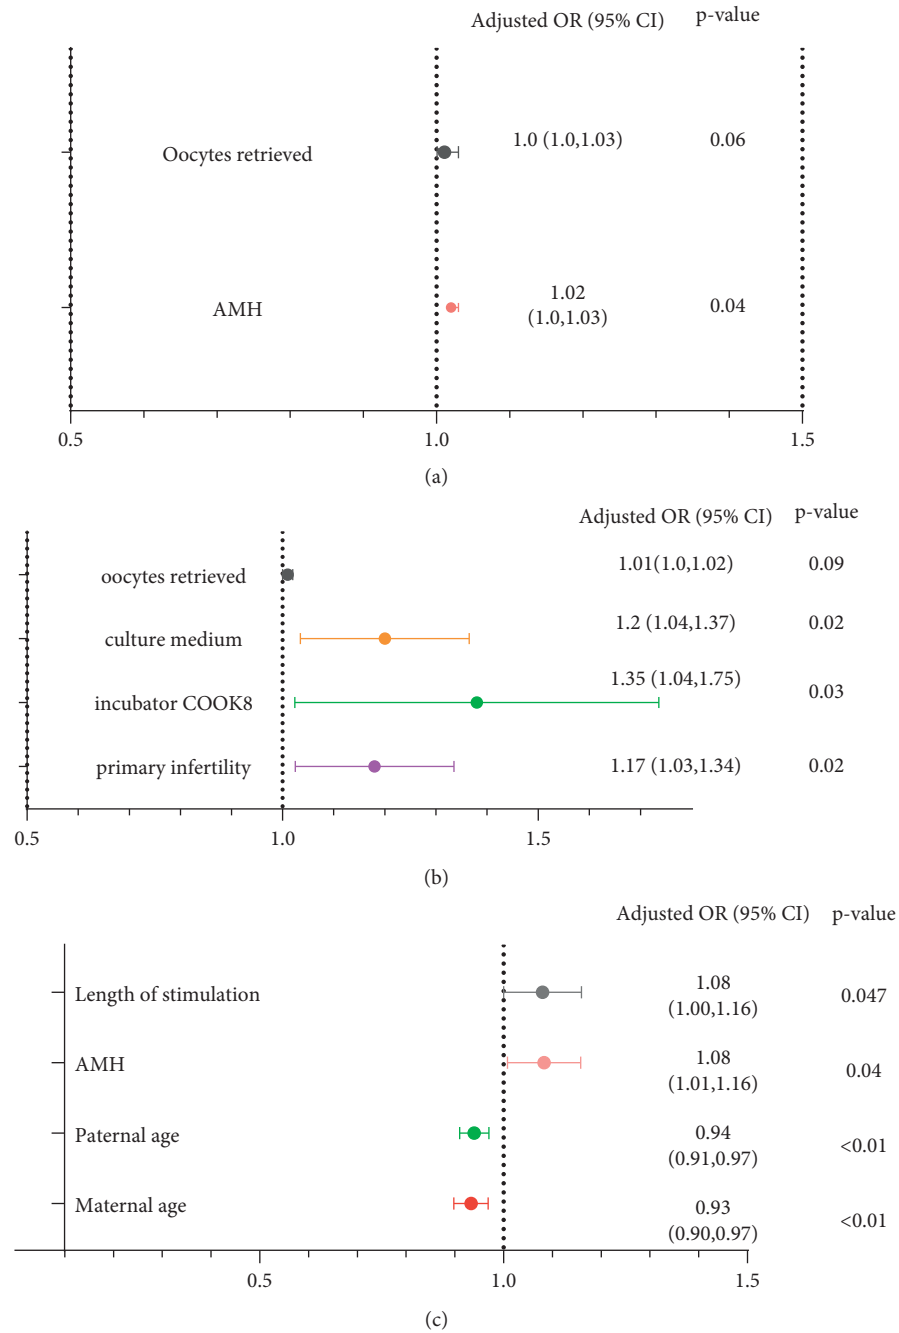 Adjusted OR (95% CI) p-value
Oocytes retrieved 1.0 (1.0,1.03) 0.06
AMH 1.02 (1.0,1.03) 0.04
0.5 1.0 1.5
(a)
Adjusted OR (95% CI) p-value
oocytes retrieved 1.01(1.0,1.02) 0.09
culture medium 1.2 (1.04,1.37) 0.02
incubator COOK8 1.35 (1.04,1.75) 0.03
primary infertility 1.17 (1.03,1.34) 0.02
0.5 1.0 1.5
(b)
Adjusted OR (95% CI) p-value
Length of stimulation 1.08 (1.00,1.16) 0.047
AMH 1.08 (1.01,1.16) 0.04
Paternal age 0.94 (0.91,0.97) <0.01
Maternal age 0.93 (0.90,0.97) <0.01
0.5 1.0 1.5
(c)